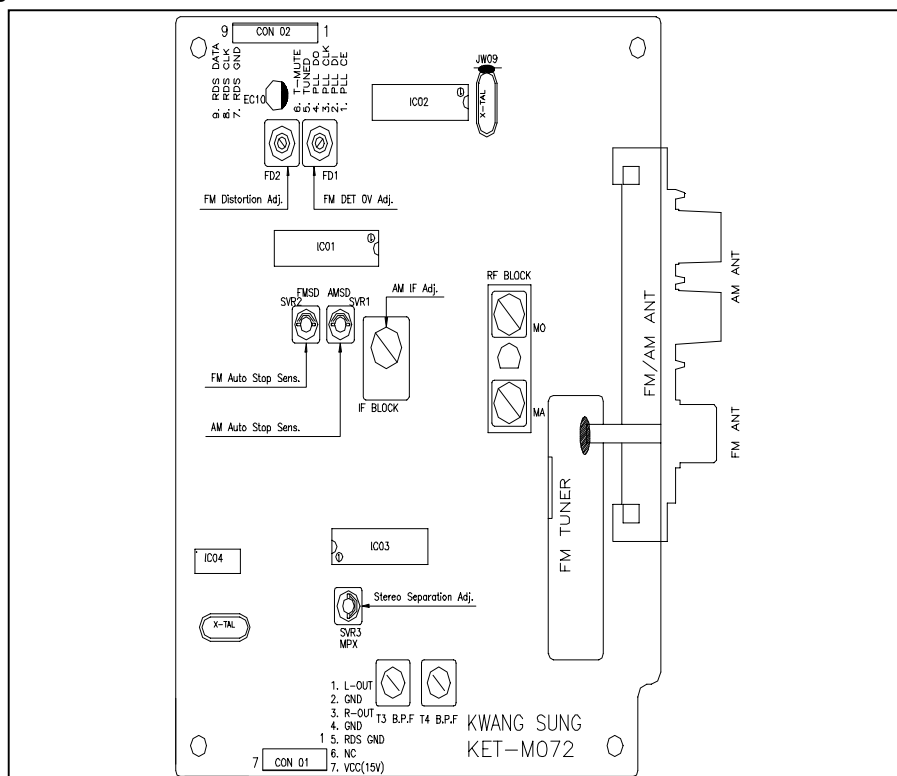 9 CON 02 1
9. RDS DATA
8. RDS CLK
7. RDS GND
6. T-MUTE
5. TUNED
4. PLL DO
3. PLL CLK
2. PLL DI
1. PLL CE
EC10
JW09
IC02
X-TAL
FD2 FD1
FM Distortion Adj. FM DET 0V Adj.
IC01
FMSD AMSD
SVR2 SVR1
AM IF Adj.
RF BLOCK
MO
MA
IF BLOCK
FM Auto Stop Sens.
AM Auto Stop Sens.
FM/AM ANT
AM ANT
FM ANT
FM TUNER
IC03
IC04
X-TAL
Stereo Separation Adj.
SVR3
MPX
1. L-OUT
2. GND
3. R-OUT
4. GND
5. RDS GND
6. NC
7. VCC(15V)
T3 B.P.F T4 B.P.F
7 CON 01 1
KWANG SUNG
KET-M072